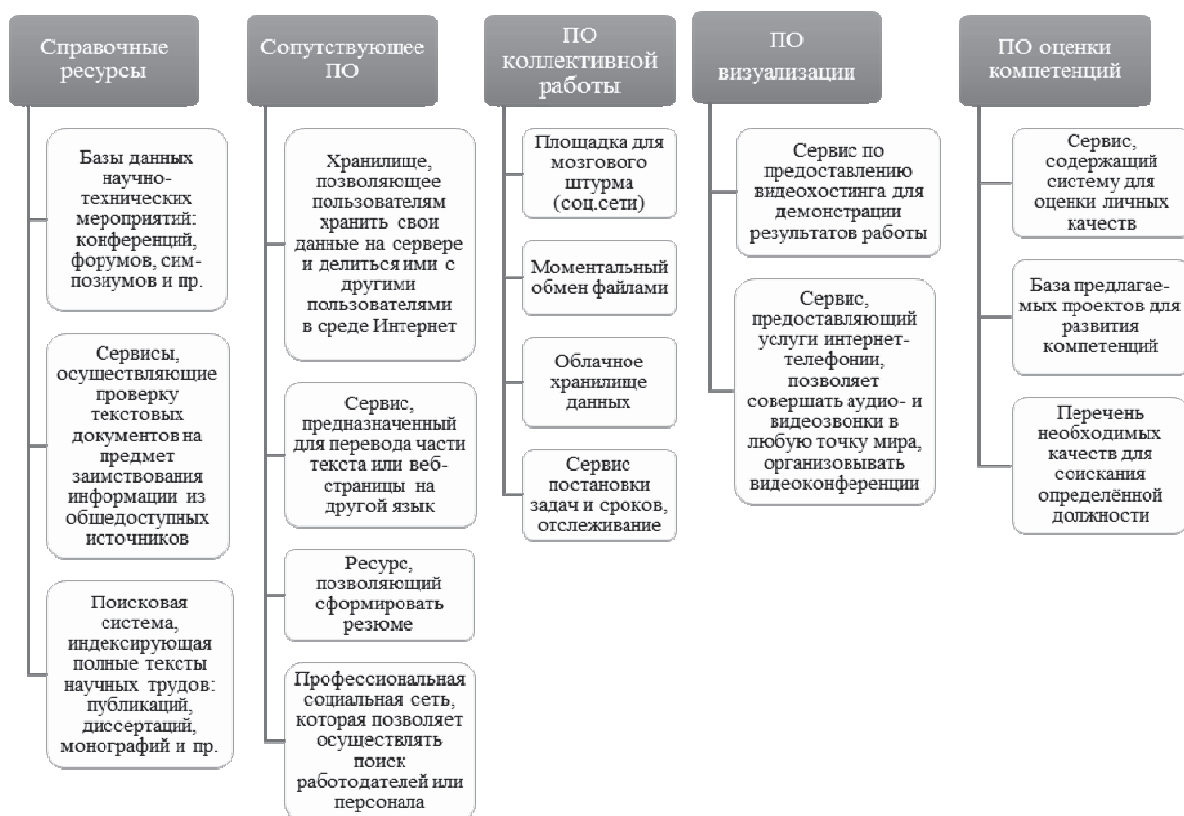 Справочные
ресурсы
Базы данных
научно-
технических
мероприятий:
конференций,
форумов, сим-
позиумов и пр.
Сервисы,
осуществляющие
проверку
текстовых
документов на
предмет
заимствования
информации из
общедоступных
источников
Поисковая
система,
индексирующая
полные тексты
научных трудов:
публикаций,
диссертаций,
монографий и пр.
Сопутствующее
ПО
Хранилище,
позволяющее
пользователям
хранить свои
данные на сервере
и делиться ими с
другими
пользователями
в среде Интернет
Сервис,
предназначенный
для перевода части
текста или веб-
страницы на
другой язык
Ресурс,
позволяющий
сформировать
резюме
Профессиональная
социальная сеть,
которая позволяет
осуществлять
поиск
работодателей или
персонала
ПО
коллективной
работы
Площадка для
мозгового
штурма
(соц.сети)
Моментальный
обмен файлами
Облачное
хранилище
данных
Сервис
постановки
задач и сроков,
отслеживание
ПО
визуализации
Сервис по
предоставлению
видеохостинга для
демонстрации
результатов работы
Сервис,
предоставляющий
услуги интернет-
телефонии,
позволяет
совершать аудио- и
видеозвонки в
любую точку мира,
организовывать
видеоконференции
ПО оценки
компетенций
Сервис,
содержащий
систему для
оценки личных
качеств
База предлагае-
мых проектов для
развития
компетенций
Перечень
необходимых
качеств для
соискания
определённой
должности